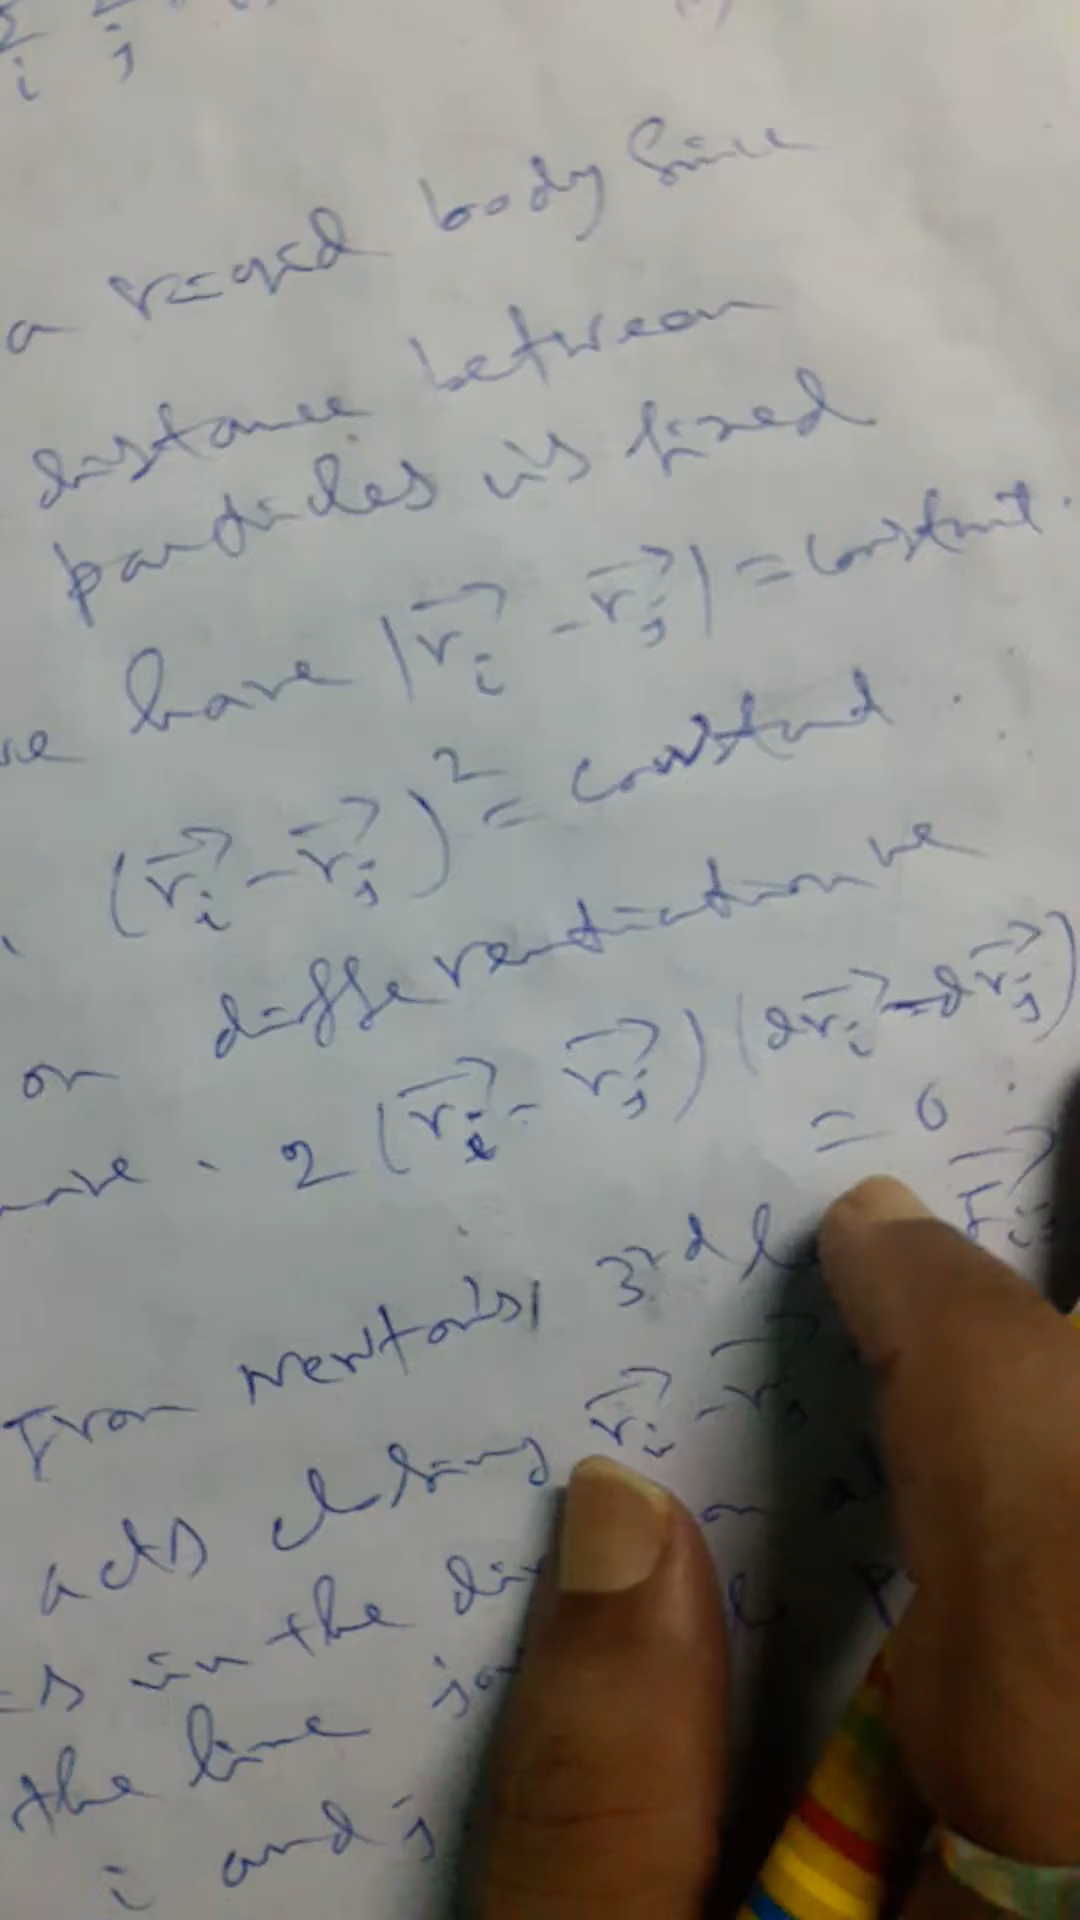 Σ
i j
a rigid body Since
distance between
particles is fixed
we have |r⃗ᵢ - r⃗ⱼ| = constant.
(r⃗ᵢ - r⃗ⱼ)² = constant.
on differentiation we
have. 2(r⃗ᵢ - r⃗ⱼ)(dr⃗ᵢ - dr⃗ⱼ)
= 0.
From Newton's 3rd F⃗ᵢⱼ
acts along r⃗ᵢ - r⃗ⱼ
in the
the line
i and j